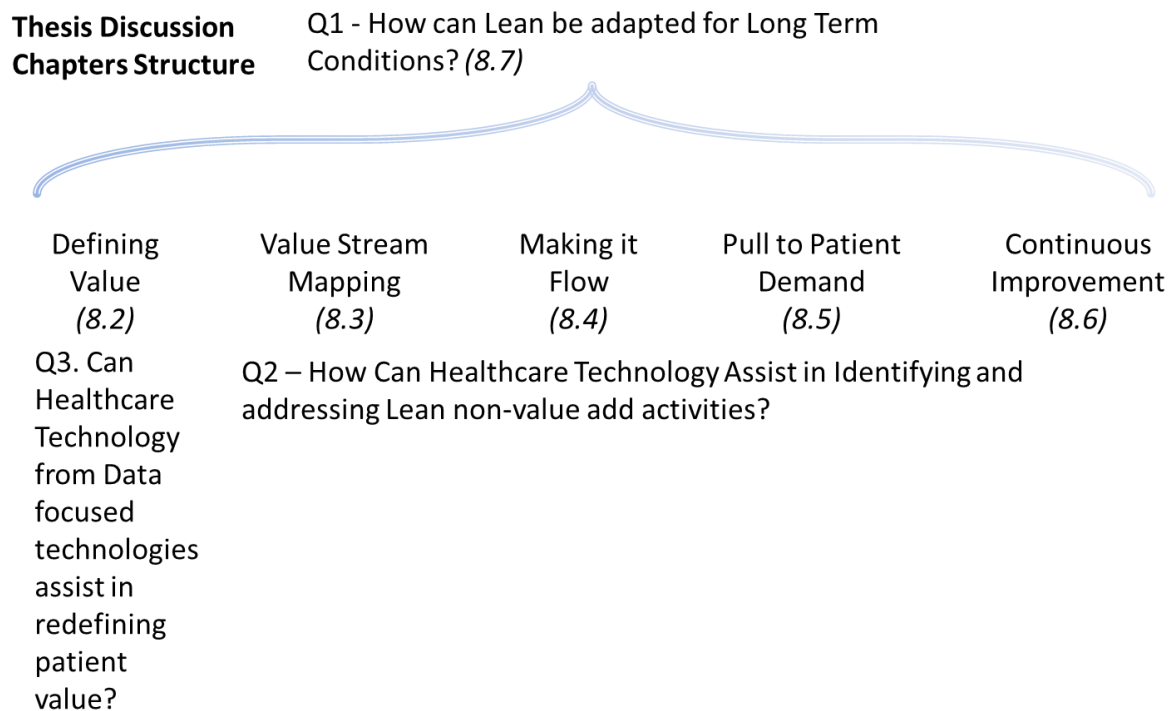 Thesis Discussion
Chapters Structure
Q1 - How can Lean be adapted for Long Term
Conditions? (8.7)
Defining
Value
(8.2)
Value Stream
Mapping
(8.3)
Making it
Flow
(8.4)
Pull to Patient
Demand
(8.5)
Continuous
Improvement
(8.6)
Q3. Can
Healthcare
Technology
from Data
focused
technologies
assist in
redefining
patient
value?
Q2 – How Can Healthcare Technology Assist in Identifying and
addressing Lean non-value add activities?